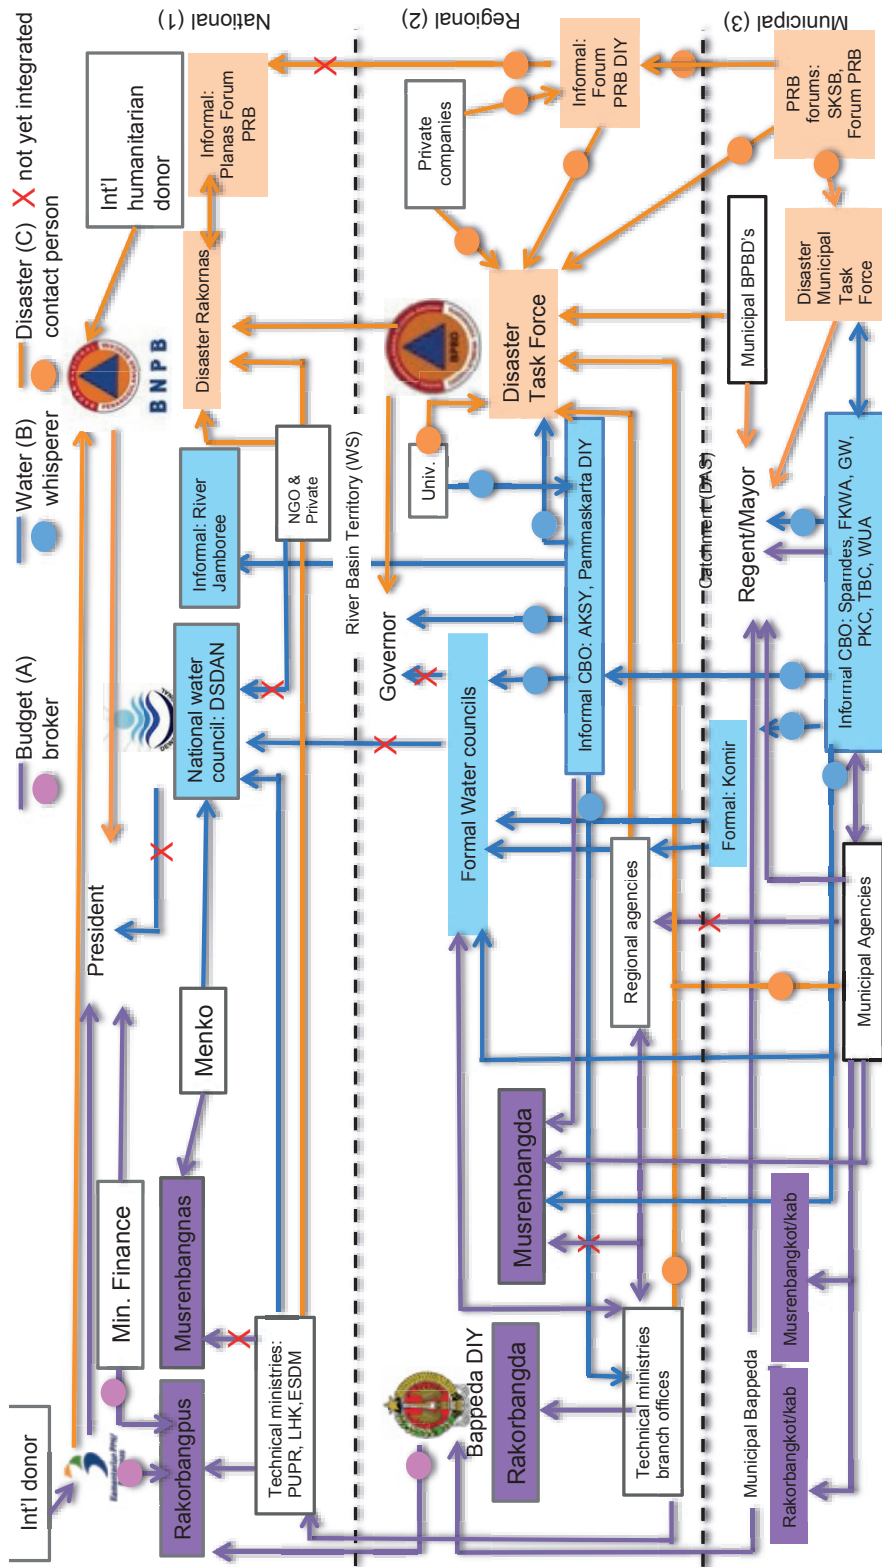 Budget (A)
broker
Water (B)
whisperer
Disaster (C)
contact person
X not yet integrated
National (1)
Int'l donor
Rakorbangpus
Min. Finance
Musrenbangnas
Technical ministries:
PUPR, LHK,ESDM
Menko
President
National water
council: DSDAN
Informal: River
Jamboree
NGO &
Private
BNPB
Disaster Rakornas
Int'l
humanitarian
donor
Informal:
Planas Forum
PRB
River Basin Territory (WS)
Regional (2)
Bappeda DIY
Rakorbangda
Technical ministries
branch offices
Musrenbangda
Regional agencies
Formal Water councils
Governor
Informal CBO: AKSY, Pammaskarta DIY
Univ.
BPBD
Disaster
Task Force
Private
companies
Informal:
Forum
PRB DIY
Catchment (DAS)
Municipal (3)
Municipal Bappeda
Rakorbangkot/kab
Musrenbangkot/kab
Municipal Agencies
Formal: Komir
Regent/Mayor
Informal CBO: Spamdes, FKWA, GW,
PKC, TBC, WUA
Municipal BPBD's
Disaster
Municipal
Task
Force
PRB
forums:
SKSB,
Forum PRB